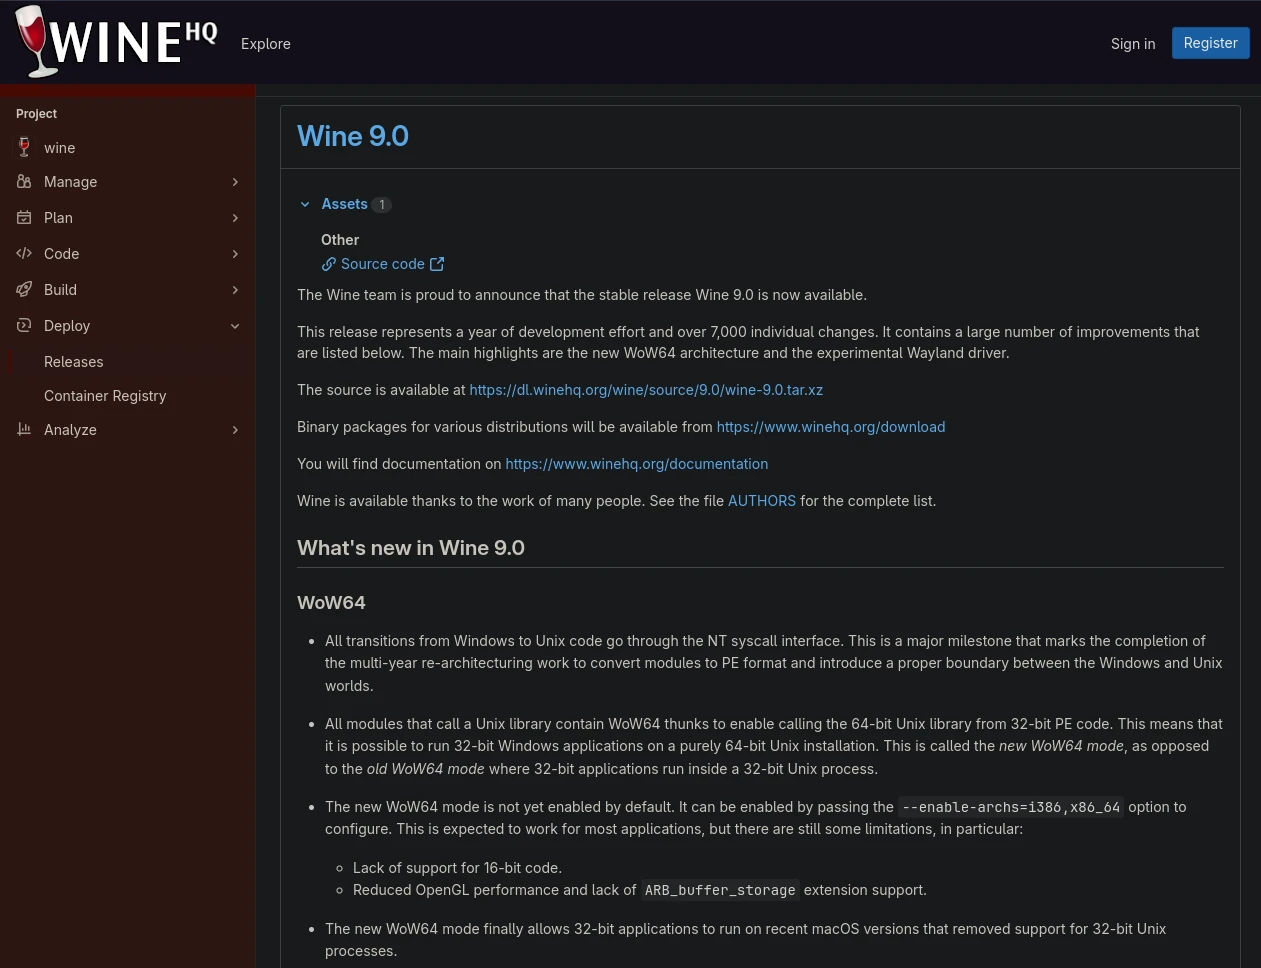 WINE HQ
Explore
Sign in
Register
Project
wine
Manage
Plan
Code
Build
Deploy
Releases
Container Registry
Analyze
Wine 9.0
Assets 1
Other
Source code
The Wine team is proud to announce that the stable release Wine 9.0 is now available.
This release represents a year of development effort and over 7,000 individual changes. It contains a large number of improvements that
are listed below. The main highlights are the new WoW64 architecture and the experimental Wayland driver.
The source is available at https://dl.winehq.org/wine/source/9.0/wine-9.0.tar.xz
Binary packages for various distributions will be available from https://www.winehq.org/download
You will find documentation on https://www.winehq.org/documentation
Wine is available thanks to the work of many people. See the file AUTHORS for the complete list.
What's new in Wine 9.0
WoW64
• All transitions from Windows to Unix code go through the NT syscall interface. This is a major milestone that marks the completion of
the multi-year re-architecturing work to convert modules to PE format and introduce a proper boundary between the Windows and Unix
worlds.
• All modules that call a Unix library contain WoW64 thunks to enable calling the 64-bit Unix library from 32-bit PE code. This means that
it is possible to run 32-bit Windows applications on a purely 64-bit Unix installation. This is called the new WoW64 mode, as opposed
to the old WoW64 mode where 32-bit applications run inside a 32-bit Unix process.
• The new WoW64 mode is not yet enabled by default. It can be enabled by passing the --enable-archs=i386,x86_64 option to
configure. This is expected to work for most applications, but there are still some limitations, in particular:
◦ Lack of support for 16-bit code.
◦ Reduced OpenGL performance and lack of ARB_buffer_storage extension support.
• The new WoW64 mode finally allows 32-bit applications to run on recent macOS versions that removed support for 32-bit Unix
processes.